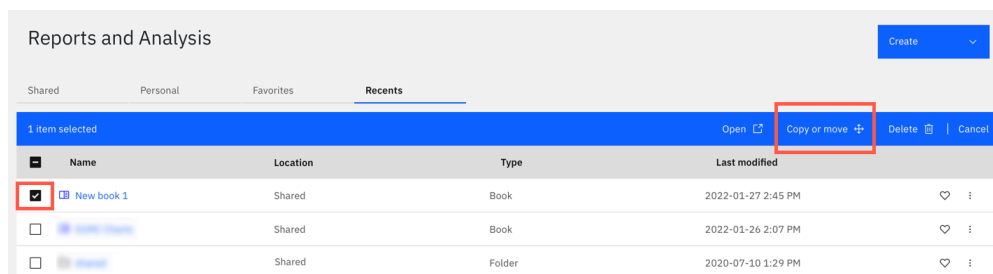 Reports and Analysis
Create
Shared Personal Favorites Recents
1 item selected Open Copy or move Delete | Cancel
Name Location Type Last modified
New book 1 Shared Book 2022-01-27 2:45 PM
Shared Book 2022-01-26 2:07 PM
Shared Folder 2020-07-10 1:29 PM